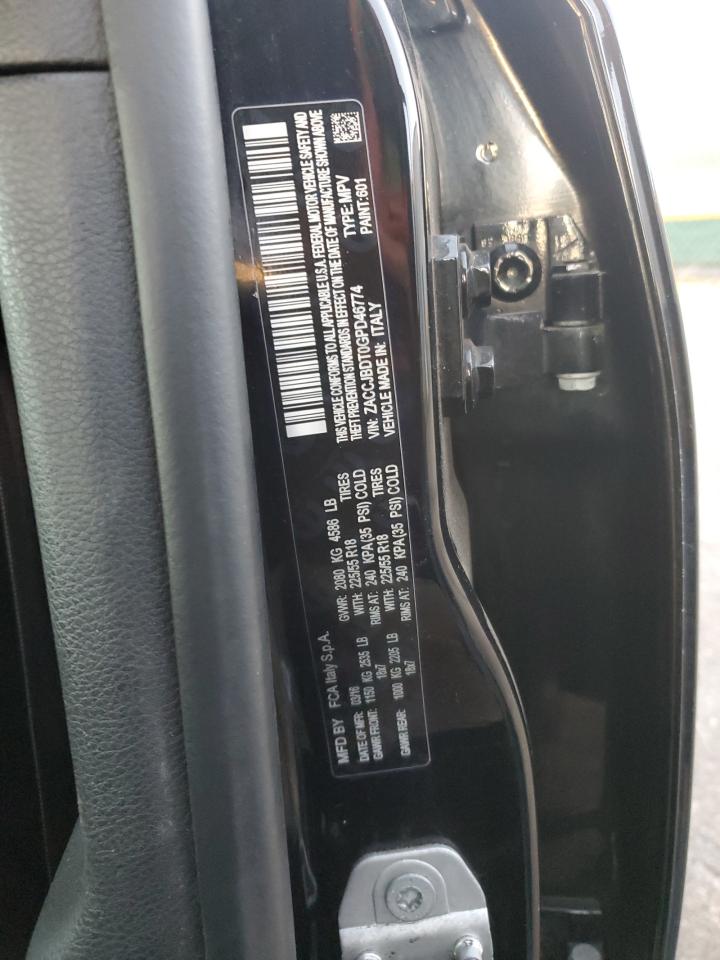 MFD BY FCA Italy S.p.A.
DATE OF MFR: 03/16 GVWR: 2080 KG 4586 LB
GAWR FRONT: 1150 KG 2535 LB WITH: 225/55 R18 TIRES
18x7 RIMS AT: 240 KPA(35 PSI) COLD
GAWR REAR: 1000 KG 2205 LB WITH: 225/55 R18 TIRES
18x7 RIMS AT: 240 KPA(35 PSI) COLD
THIS VEHICLE CONFORMS TO ALL APPLICABLE U.S.A. FEDERAL MOTOR VEHICLE SAFETY AND
THEFT PREVENTION STANDARDS IN EFFECT ON THE DATE OF MANUFACTURE SHOWN ABOVE
VIN: ZACCJBDT0GPD46774 TYPE: MPV
VEHICLE MADE IN: ITALY PAINT: 601